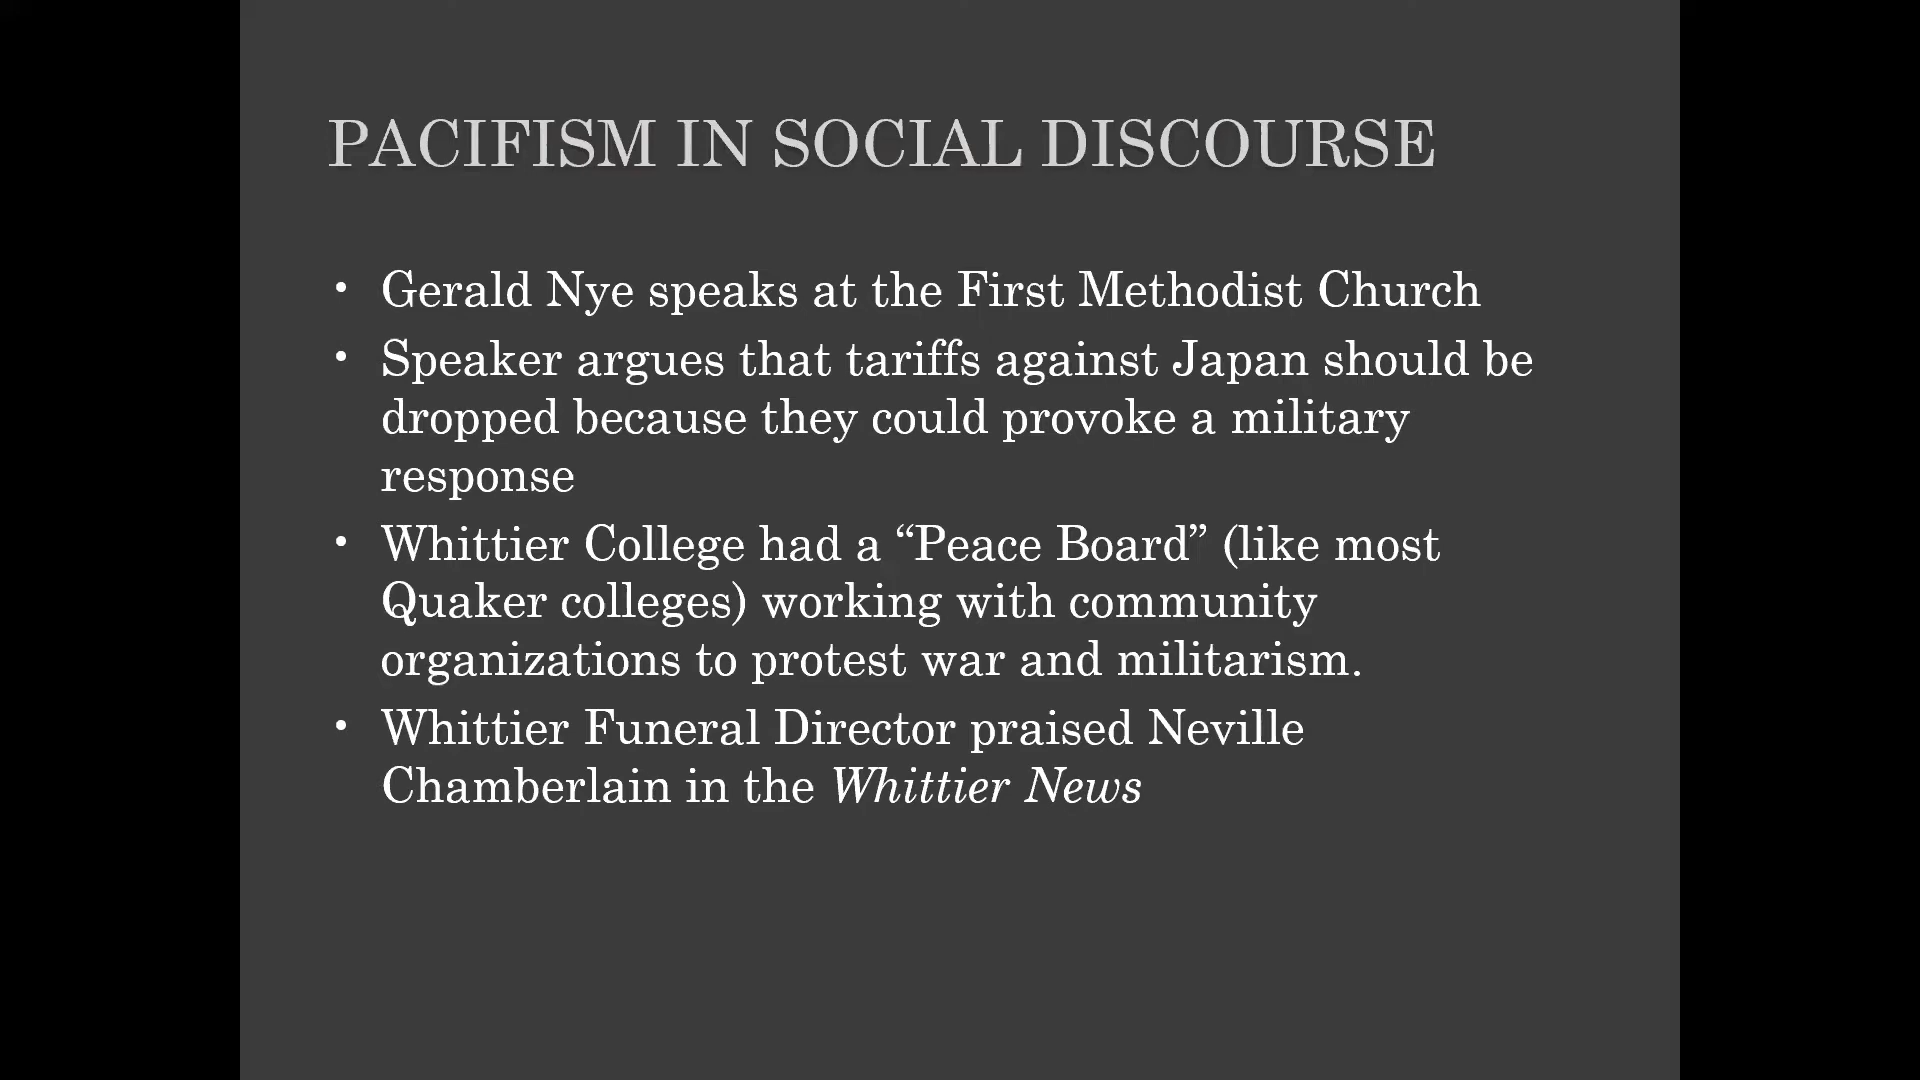 PACIFISM IN SOCIAL DISCOURSE
• Gerald Nye speaks at the First Methodist Church
• Speaker argues that tariffs against Japan should be
dropped because they could provoke a military
response
• Whittier College had a “Peace Board” (like most
Quaker colleges) working with community
organizations to protest war and militarism.
• Whittier Funeral Director praised Neville
Chamberlain in the Whittier News